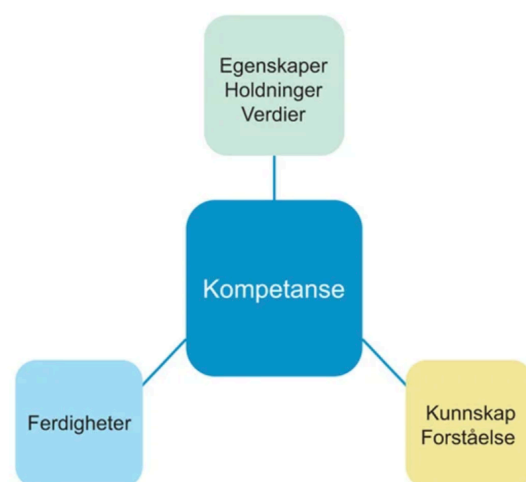 Egenskaper
Holdninger
Verdier
Kompetanse
Ferdigheter
Kunnskap
Forståelse